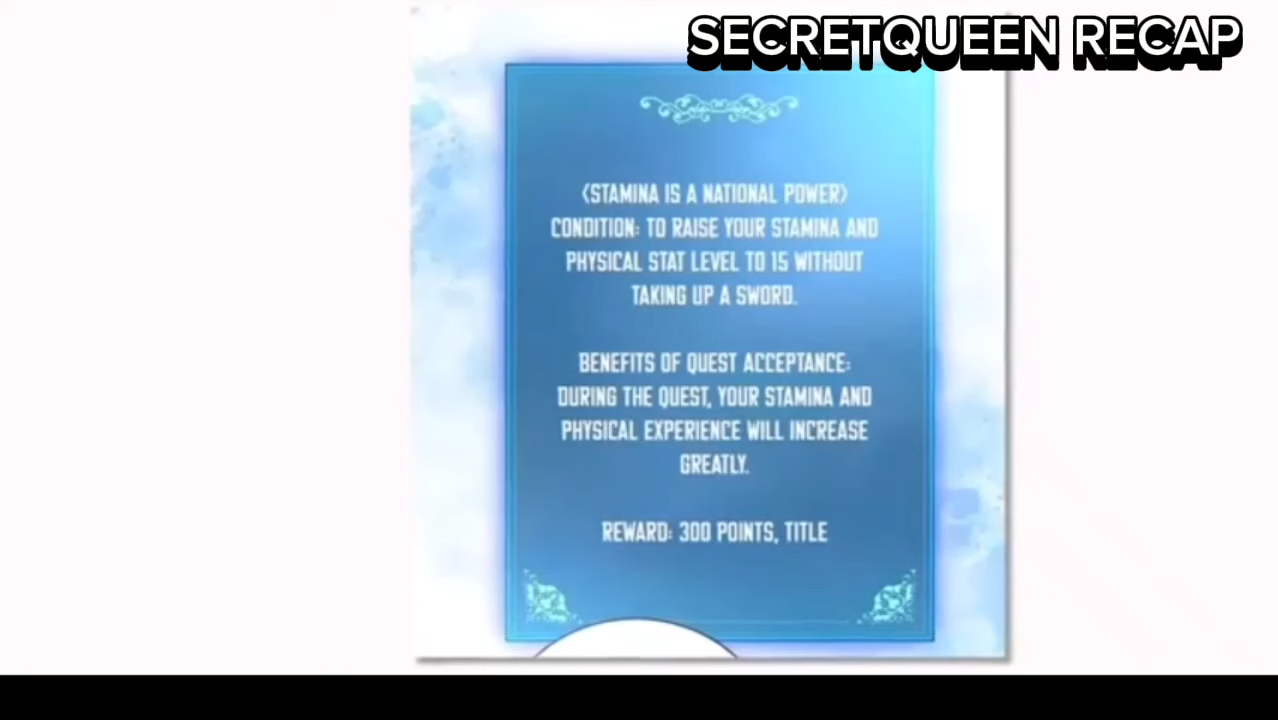 SECRETQUEEN RECAP
<STAMINA IS A NATIONAL POWER>
CONDITION: TO RAISE YOUR STAMINA AND
PHYSICAL STAT LEVEL TO 15 WITHOUT
TAKING UP A SWORD.
BENEFITS OF QUEST ACCEPTANCE:
DURING THE QUEST, YOUR STAMINA AND
PHYSICAL EXPERIENCE WILL INCREASE
GREATLY.
REWARD: 300 POINTS, TITLE